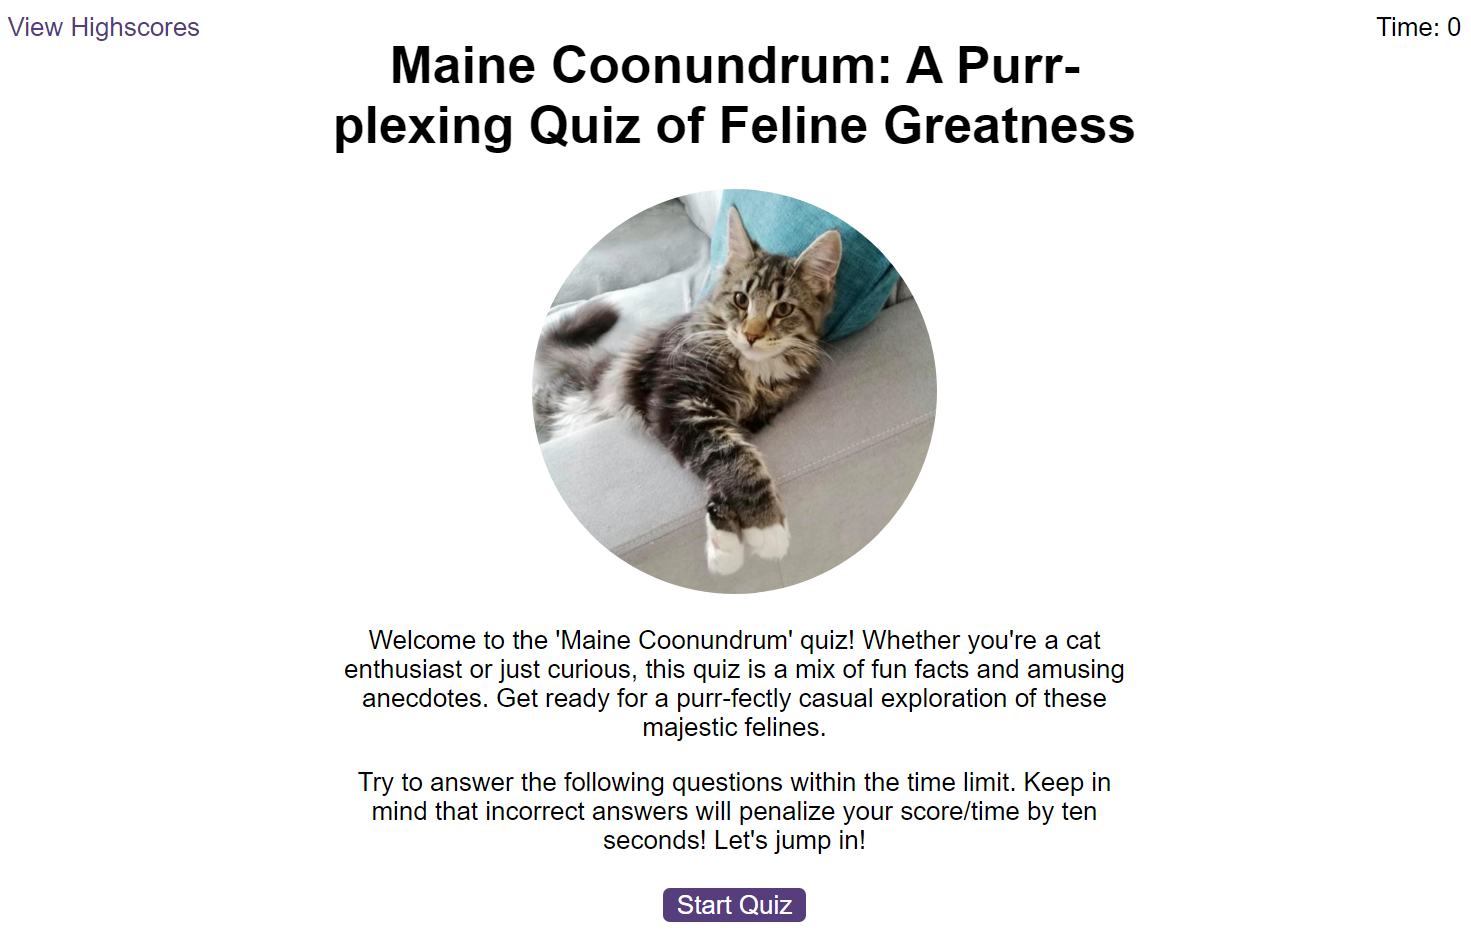 View Highscores
Time: 0
Maine Coonundrum: A Purr-
plexing Quiz of Feline Greatness
Welcome to the 'Maine Coonundrum' quiz! Whether you're a cat
enthusiast or just curious, this quiz is a mix of fun facts and amusing
anecdotes. Get ready for a purr-fectly casual exploration of these
majestic felines.
Try to answer the following questions within the time limit. Keep in
mind that incorrect answers will penalize your score/time by ten
seconds! Let's jump in!
Start Quiz